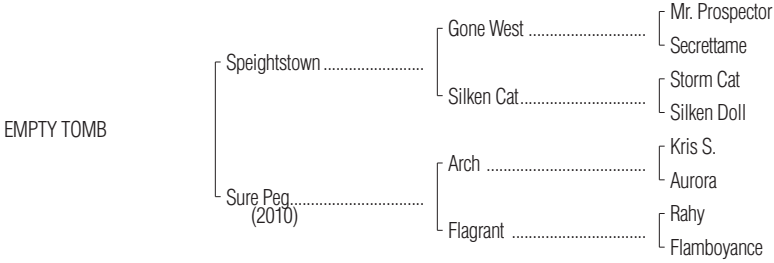 Mr. Prospector
Gone West ..............................
Secrettame
Speightstown .........................
Storm Cat
Silken Cat................................
Silken Doll
EMPTY TOMB
Kris S.
Arch ........................................
Aurora
Sure Peg..................................
(2010)
Rahy
Flagrant ..................................
Flamboyance